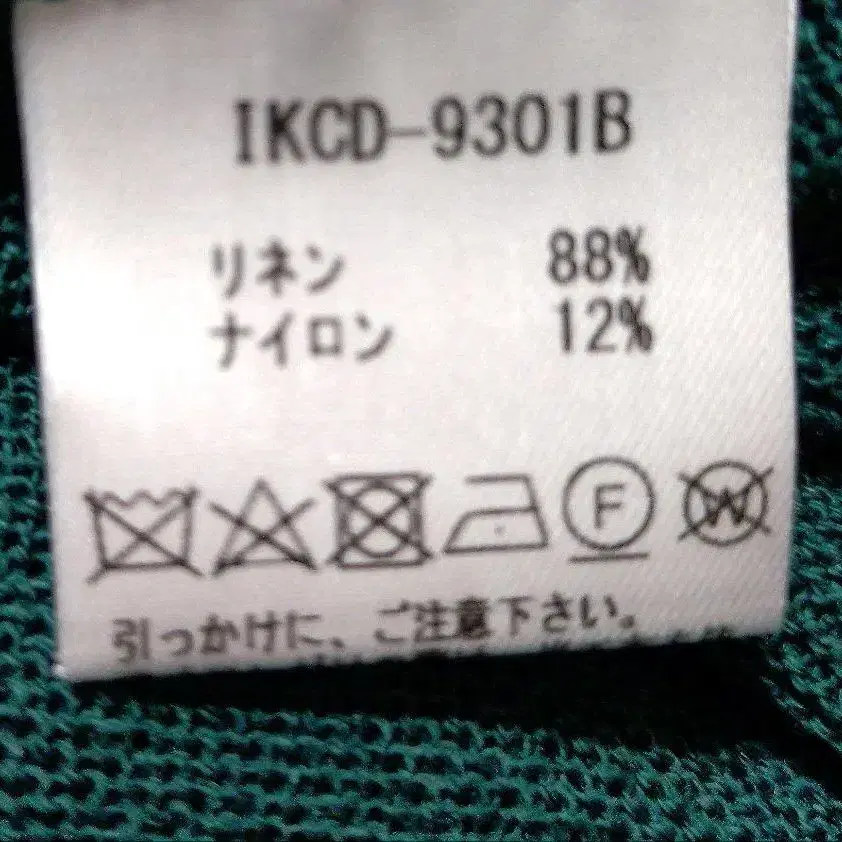 IKCD-9301B
リネン 88%
ナイロン 12%
F W
引っかけに、ご注意下さい。